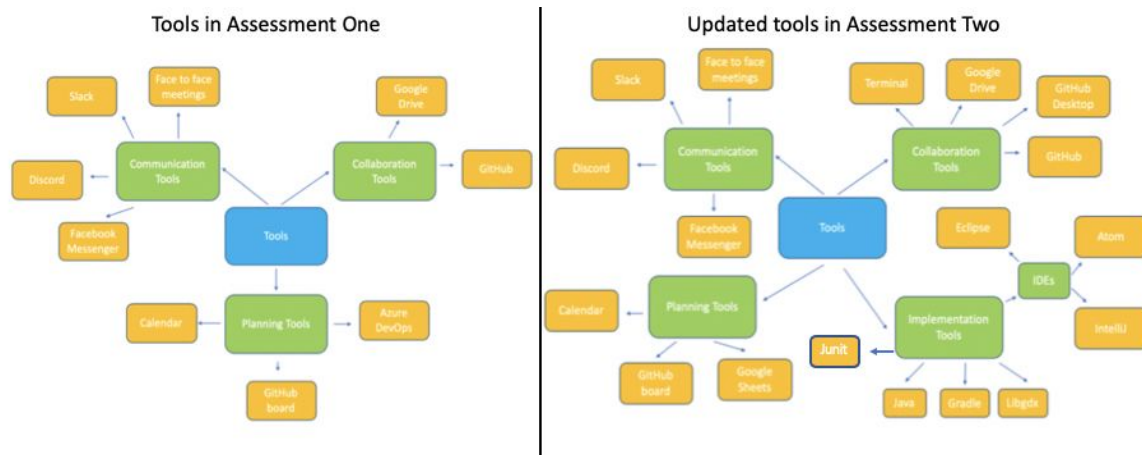 Tools in Assessment One
Slack
Face to face
meetings
Google
Drive
Communication
Tools
Collaboration
Tools
GitHub
Discord
Facebook
Messenger
Tools
Calendar
Planning Tools
Azure
DevOps
GitHub
board
Updated tools in Assessment Two
Slack
Face to face
meetings
Terminal
Google
Drive
GitHub
Desktop
Communication
Tools
Collaboration
Tools
GitHub
Discord
Facebook
Messenger
Tools
Eclipse
Atom
IDEs
IntelliJ
Calendar
Planning Tools
Implementation
Tools
Junit
GitHub
board
Google
Sheets
Java
Gradle
Libgdx